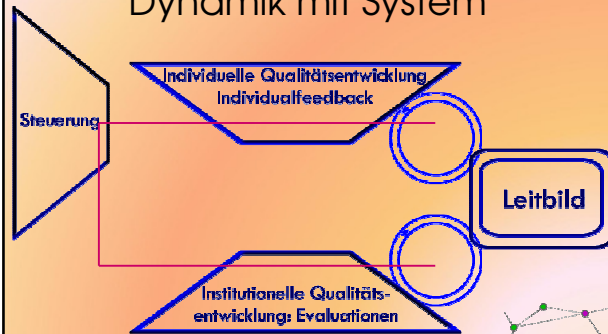 Dynamik mit System
Individuelle Qualitätsentwicklung
Individualfeedback
Steuerung
Leitbild
Institutionelle Qualitäts-
entwicklung: Evaluationen